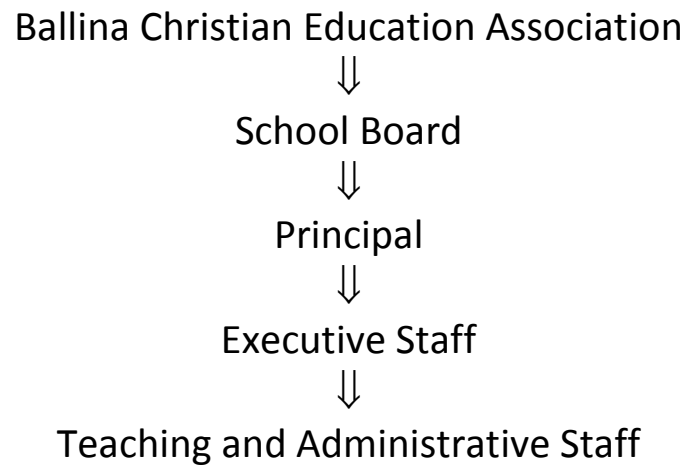 Ballina Christian Education Association
⇓
School Board
⇓
Principal
⇓
Executive Staff
⇓
Teaching and Administrative Staff